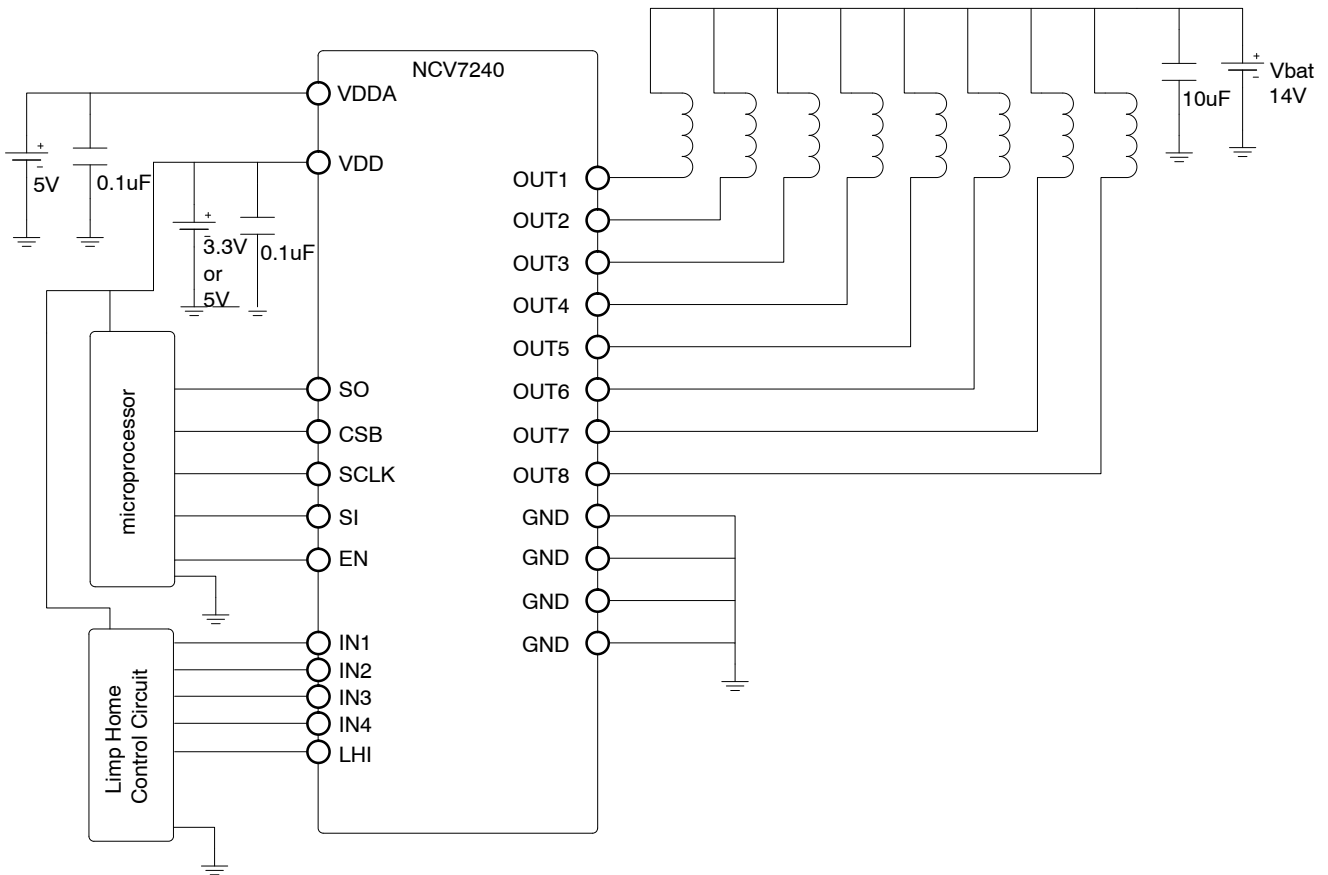 NCV7240
VDDA
VDD
5V
0.1uF
3.3V
or
5V
0.1uF
microprocessor
SO
CSB
SCLK
SI
EN
Limp Home
Control Circuit
IN1
IN2
IN3
IN4
LHI
OUT1
OUT2
OUT3
OUT4
OUT5
OUT6
OUT7
OUT8
GND
GND
GND
GND
10uF
Vbat
14V